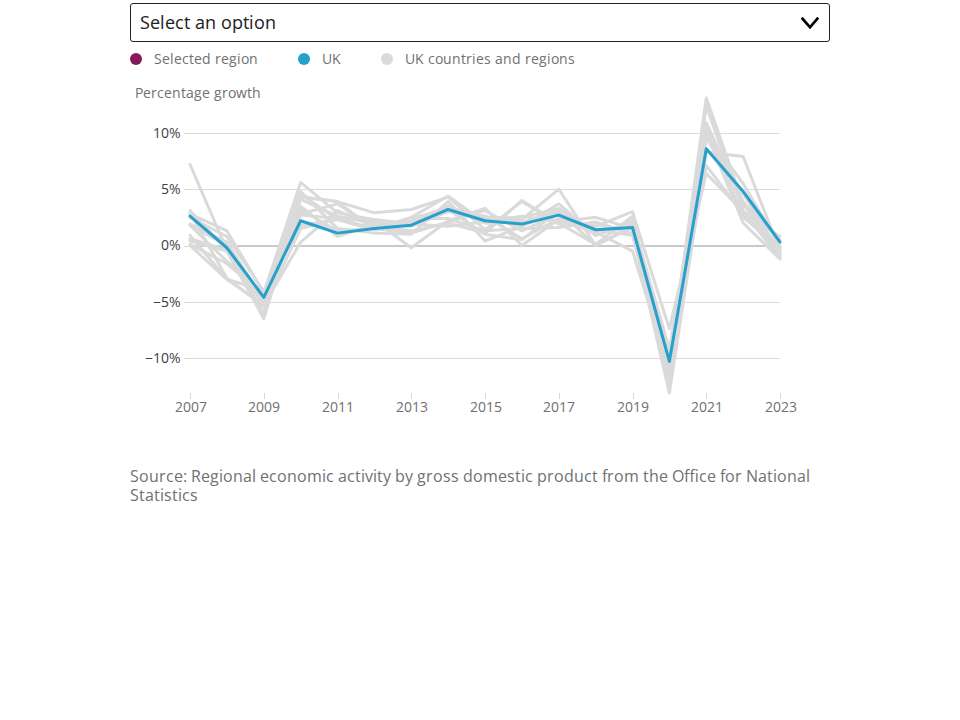 Select an option
Selected region UK UK countries and regions
Percentage growth
10%
5%
0%
−5%
−10%
2007 2009 2011 2013 2015 2017 2019 2021 2023
Source: Regional economic activity by gross domestic product from the Office for National
Statistics